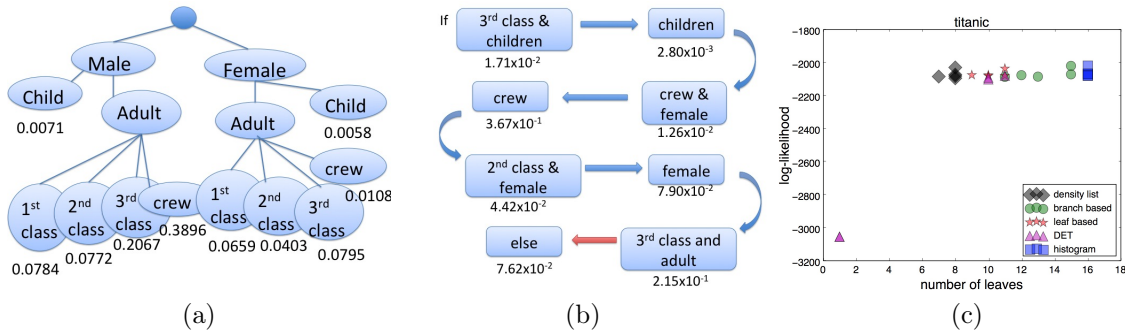 Male
Female
Child
0.0071
Adult
Adult
Child
0.0058
crew
0.0108
1st class
0.0784
2nd class
0.0772
3rd class
0.2067
crew
0.3896
1st class
0.0659
2nd class
0.0403
3rd class
0.0795
(a)
If
3rd class & children
1.71x10-2
children
2.80x10-3
crew
3.67x10-1
crew & female
1.26x10-2
2nd class & female
4.42x10-2
female
7.90x10-2
else
7.62x10-2
3rd class and adult
2.15x10-1
(b)
titanic
log-likelihood
−1800
−2000
−2200
−2400
−2600
−2800
−3000
−3200
0 2 4 6 8 10 12 14 16 18
number of leaves
density list
branch based
leaf based
DET
histogram
(c)